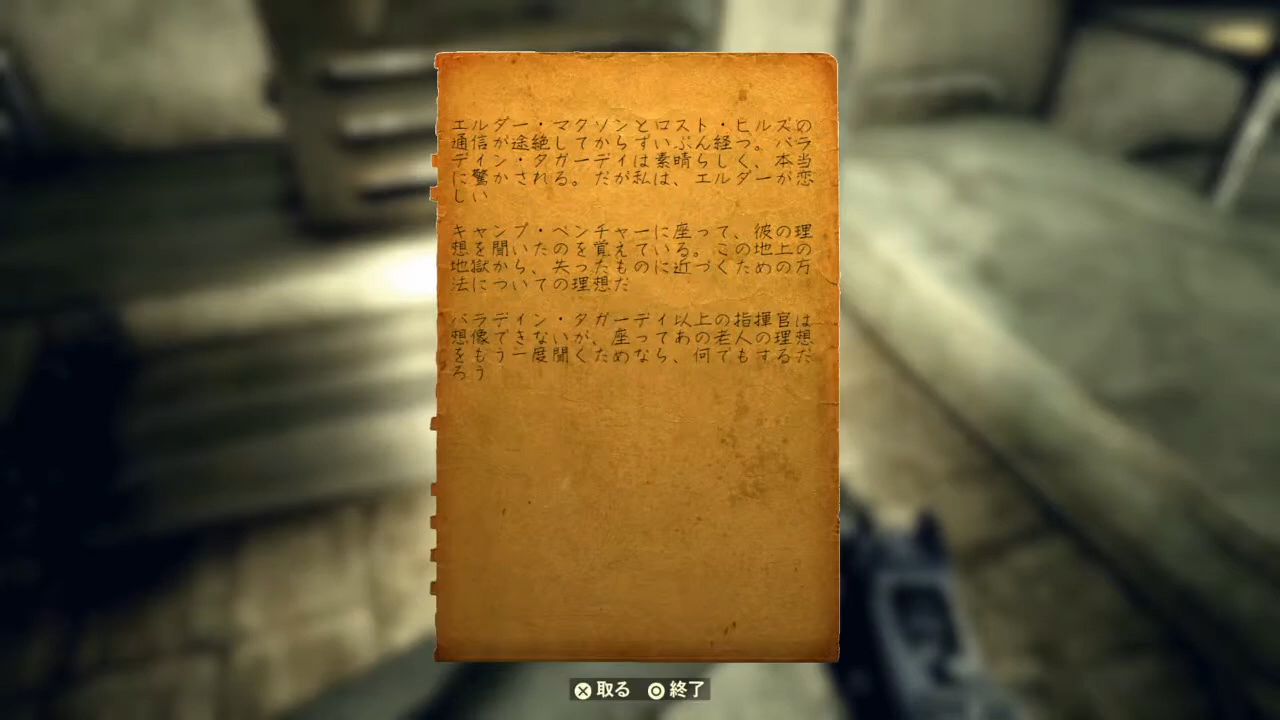 エルダー・マクソンとロスト・ヒルズの
通信が途絶してからずいぶん経つ。パラ
ディン・タガーディは素晴らしく、本当
に驚かされる。だが私は、エルダーが恋
しい
キャンプ・ベンチャーに座って、彼の理
想を聞いたのを覚えている。この地上の
地獄から、失ったものに近づくための方
法についての理想だ
パラディン・タガーディ以上の指揮官は
想像できないが、座ってあの老人の理想
をもう一度聞くためなら、何でもするだ
ろう
取る 終了